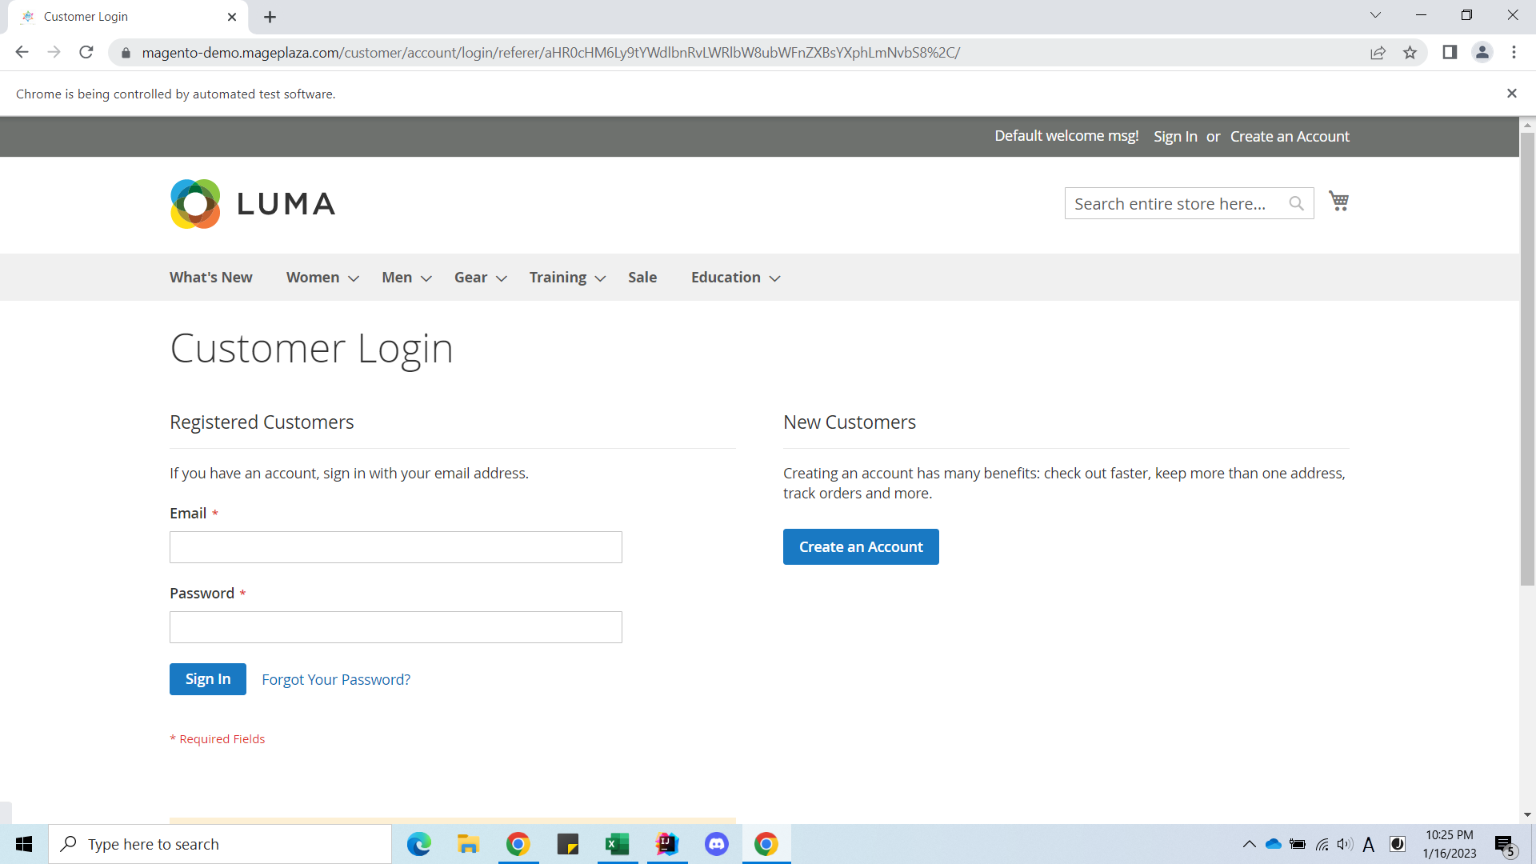 Customer Login
magento-demo.mageplaza.com/customer/account/login/referer/aHR0cHM6Ly9tYWdlbnRvLWRlbW8ubWFnZXBsYXphLmNvbS8%2C/
Chrome is being controlled by automated test software.
Default welcome msg! Sign In or Create an Account
LUMA
Search entire store here...
What's New Women Men Gear Training Sale Education
Customer Login
Registered Customers
New Customers
If you have an account, sign in with your email address.
Creating an account has many benefits: check out faster, keep more than one address,
track orders and more.
Email *
Create an Account
Password *
Sign In Forgot Your Password?
* Required Fields
Type here to search
10:25 PM
1/16/2023
5